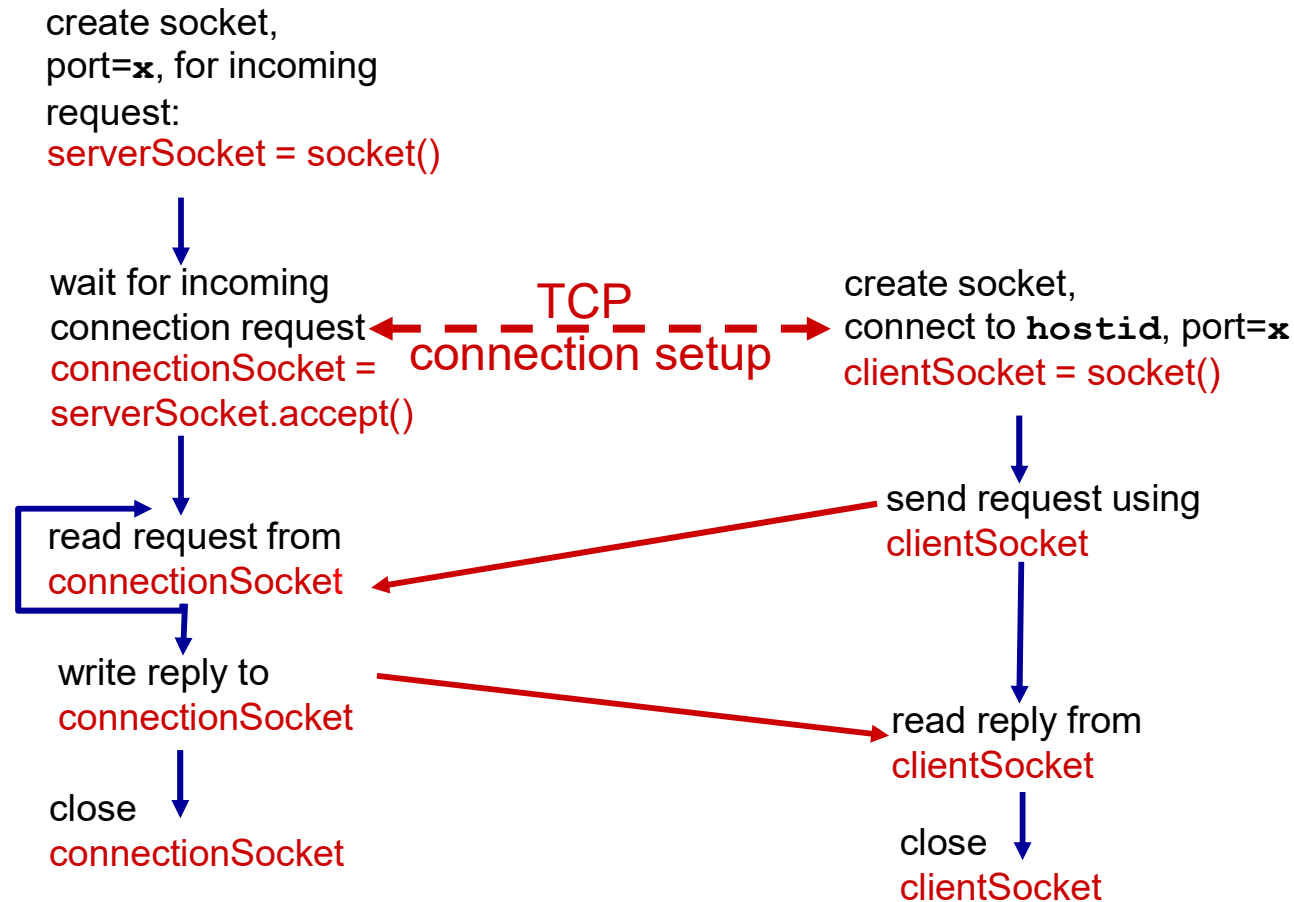 create socket,
port=x, for incoming
request:
serverSocket = socket()
wait for incoming
connection request
connectionSocket =
serverSocket.accept()
TCP
connection setup
create socket,
connect to hostid, port=x
clientSocket = socket()
read request from
connectionSocket
send request using
clientSocket
write reply to
connectionSocket
read reply from
clientSocket
close
connectionSocket
close
clientSocket